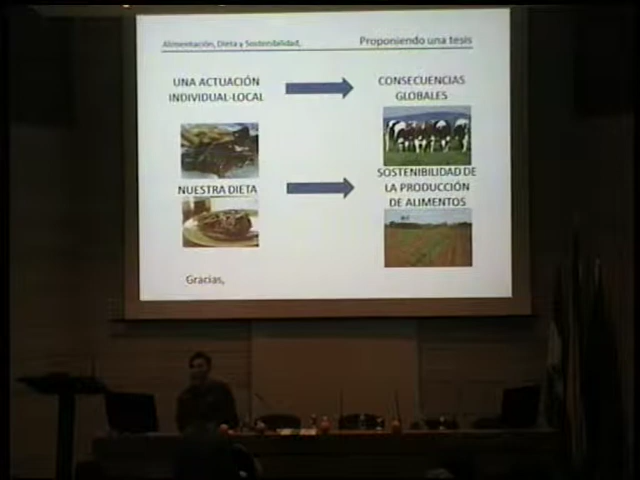 Alimentación, Dieta y Sostenibilidad,
Proponiendo una tesis
UNA ACTUACIÓN
INDIVIDUAL-LOCAL
CONSECUENCIAS
GLOBALES
NUESTRA DIETA
SOSTENIBILIDAD DE
LA PRODUCCIÓN
DE ALIMENTOS
Gracias,